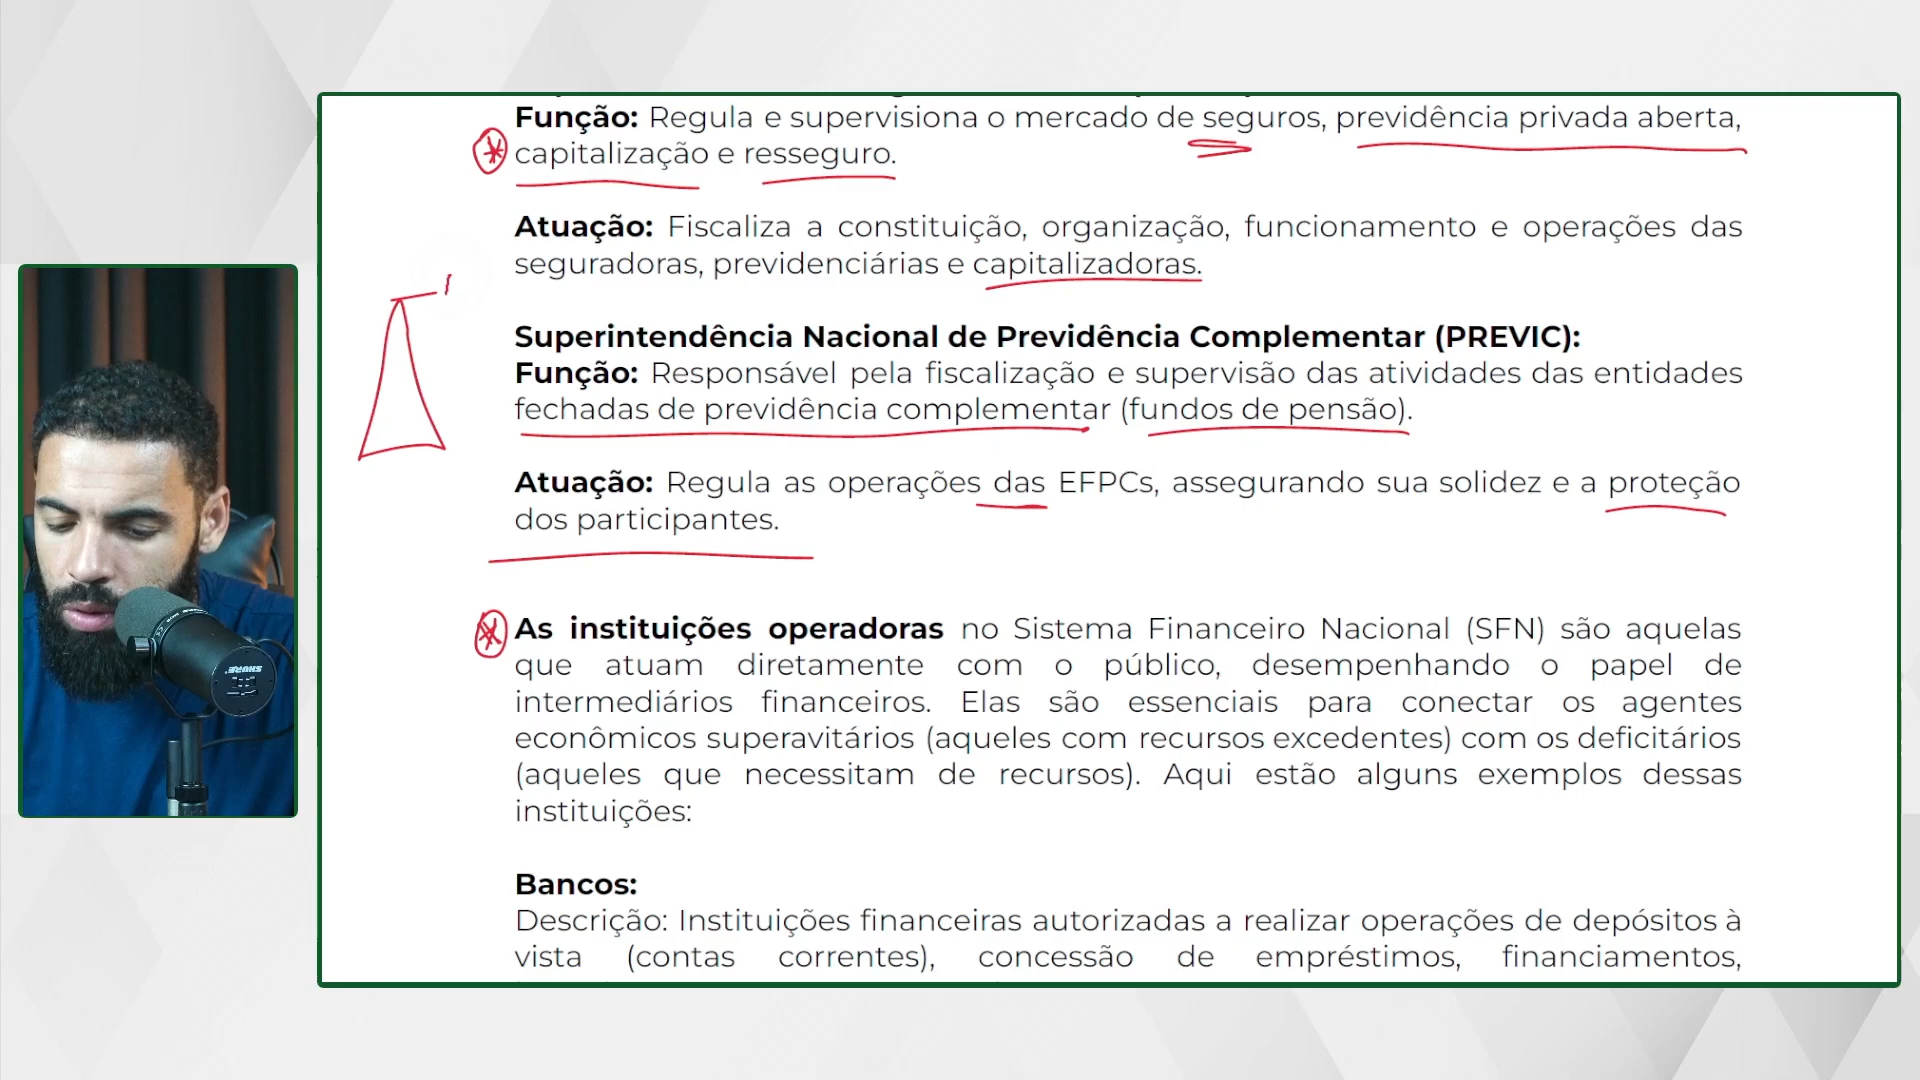 Função: Regula e supervisiona o mercado de seguros, previdência privada aberta,
capitalização e resseguro.
Atuação: Fiscaliza a constituição, organização, funcionamento e operações das
seguradoras, previdenciárias e capitalizadoras.
Superintendência Nacional de Previdência Complementar (PREVIC):
Função: Responsável pela fiscalização e supervisão das atividades das entidades
fechadas de previdência complementar (fundos de pensão).
Atuação: Regula as operações das EFPCs, assegurando sua solidez e a proteção
dos participantes.
As instituições operadoras no Sistema Financeiro Nacional (SFN) são aquelas
que atuam diretamente com o público, desempenhando o papel de
intermediários financeiros. Elas são essenciais para conectar os agentes
econômicos superavitários (aqueles com recursos excedentes) com os deficitários
(aqueles que necessitam de recursos). Aqui estão alguns exemplos dessas
instituições:
Bancos:
Descrição: Instituições financeiras autorizadas a realizar operações de depósitos à
vista (contas correntes), concessão de empréstimos, financiamentos,
SHURE